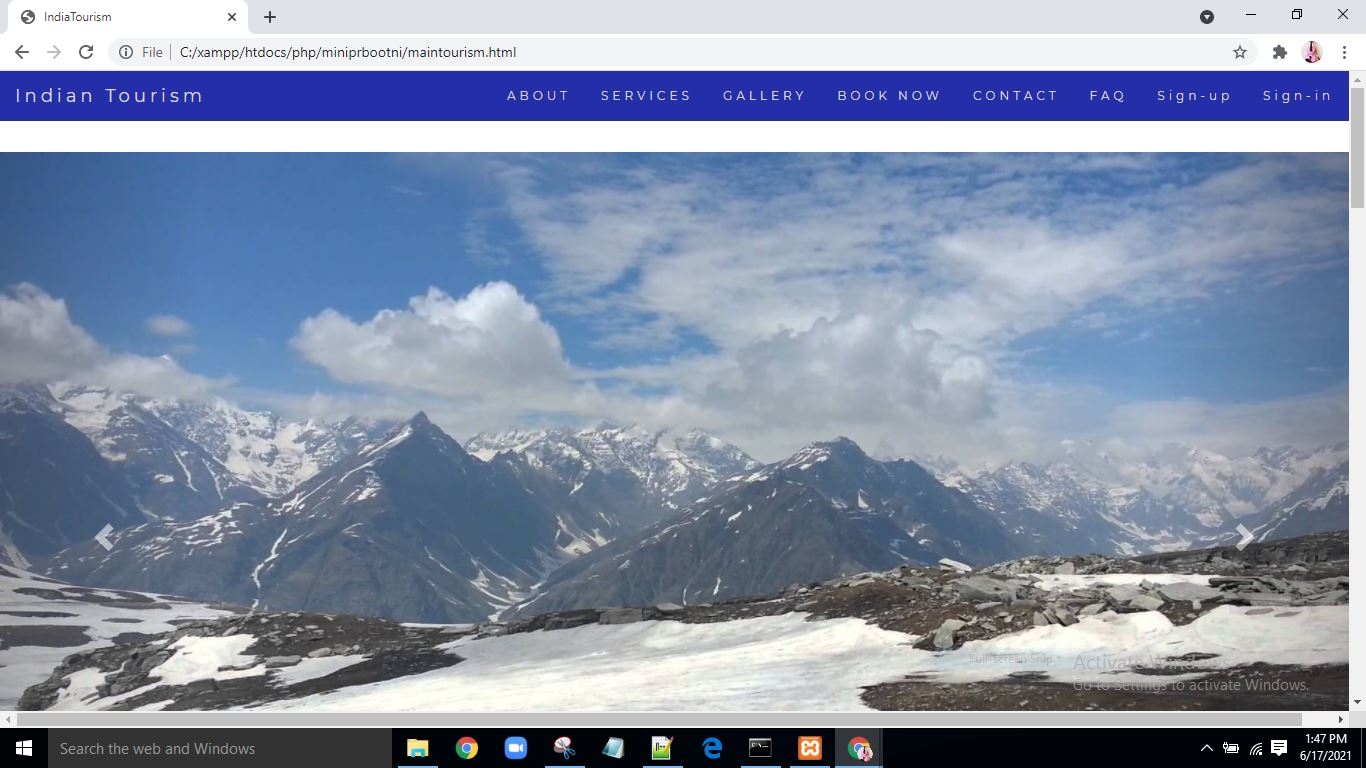 IndiaTourism
File
C:/xampp/htdocs/php/miniprbootni/maintourism.html
Indian Tourism ABOUT SERVICES GALLERY BOOK NOW CONTACT FAQ Sign-up Sign-in
Full-screen Snip
Activate Windows
Go to Settings to activate Windows.
Search the web and Windows
1:47 PM
6/17/2021